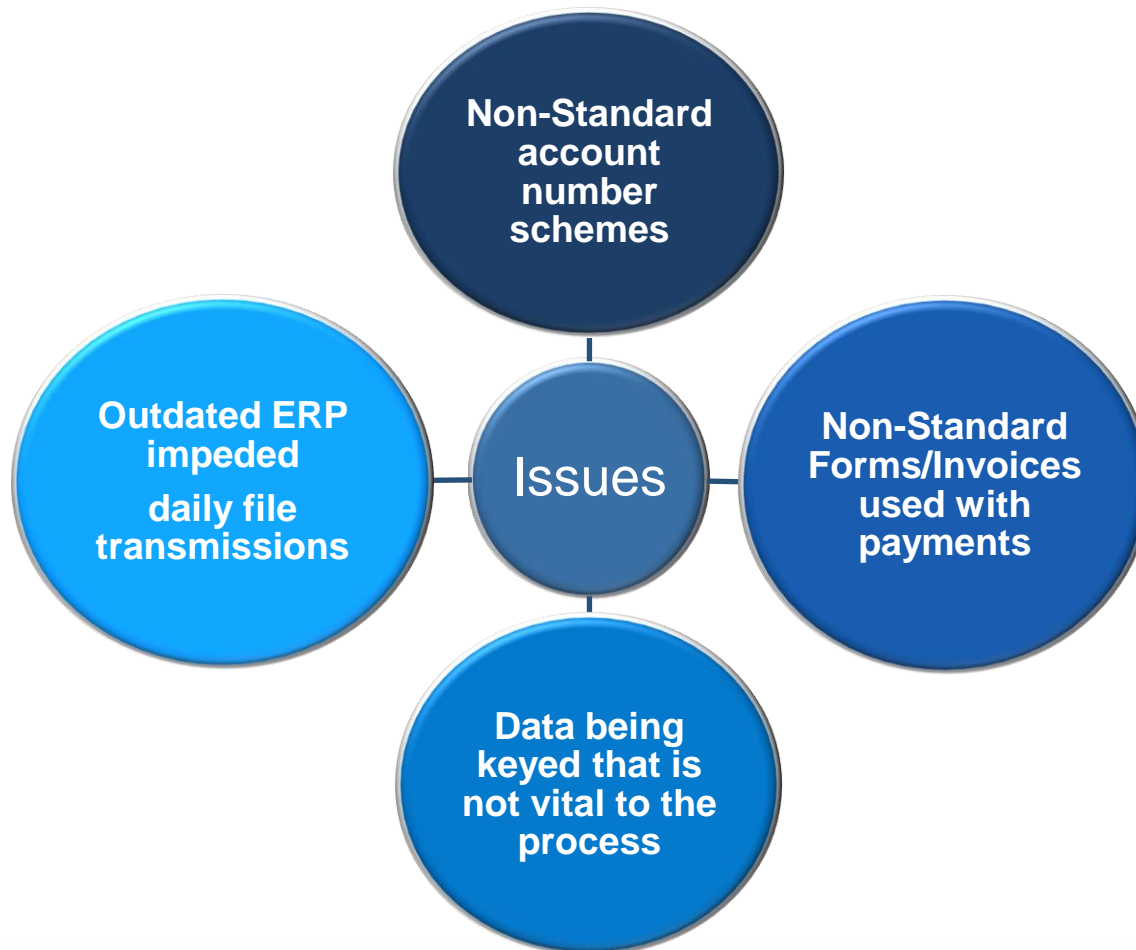 Non-Standard
account
number
schemes
Outdated ERP
impeded
daily file
transmissions
Issues
Non-Standard
Forms/Invoices
used with
payments
Data being
keyed that is
not vital to the
process